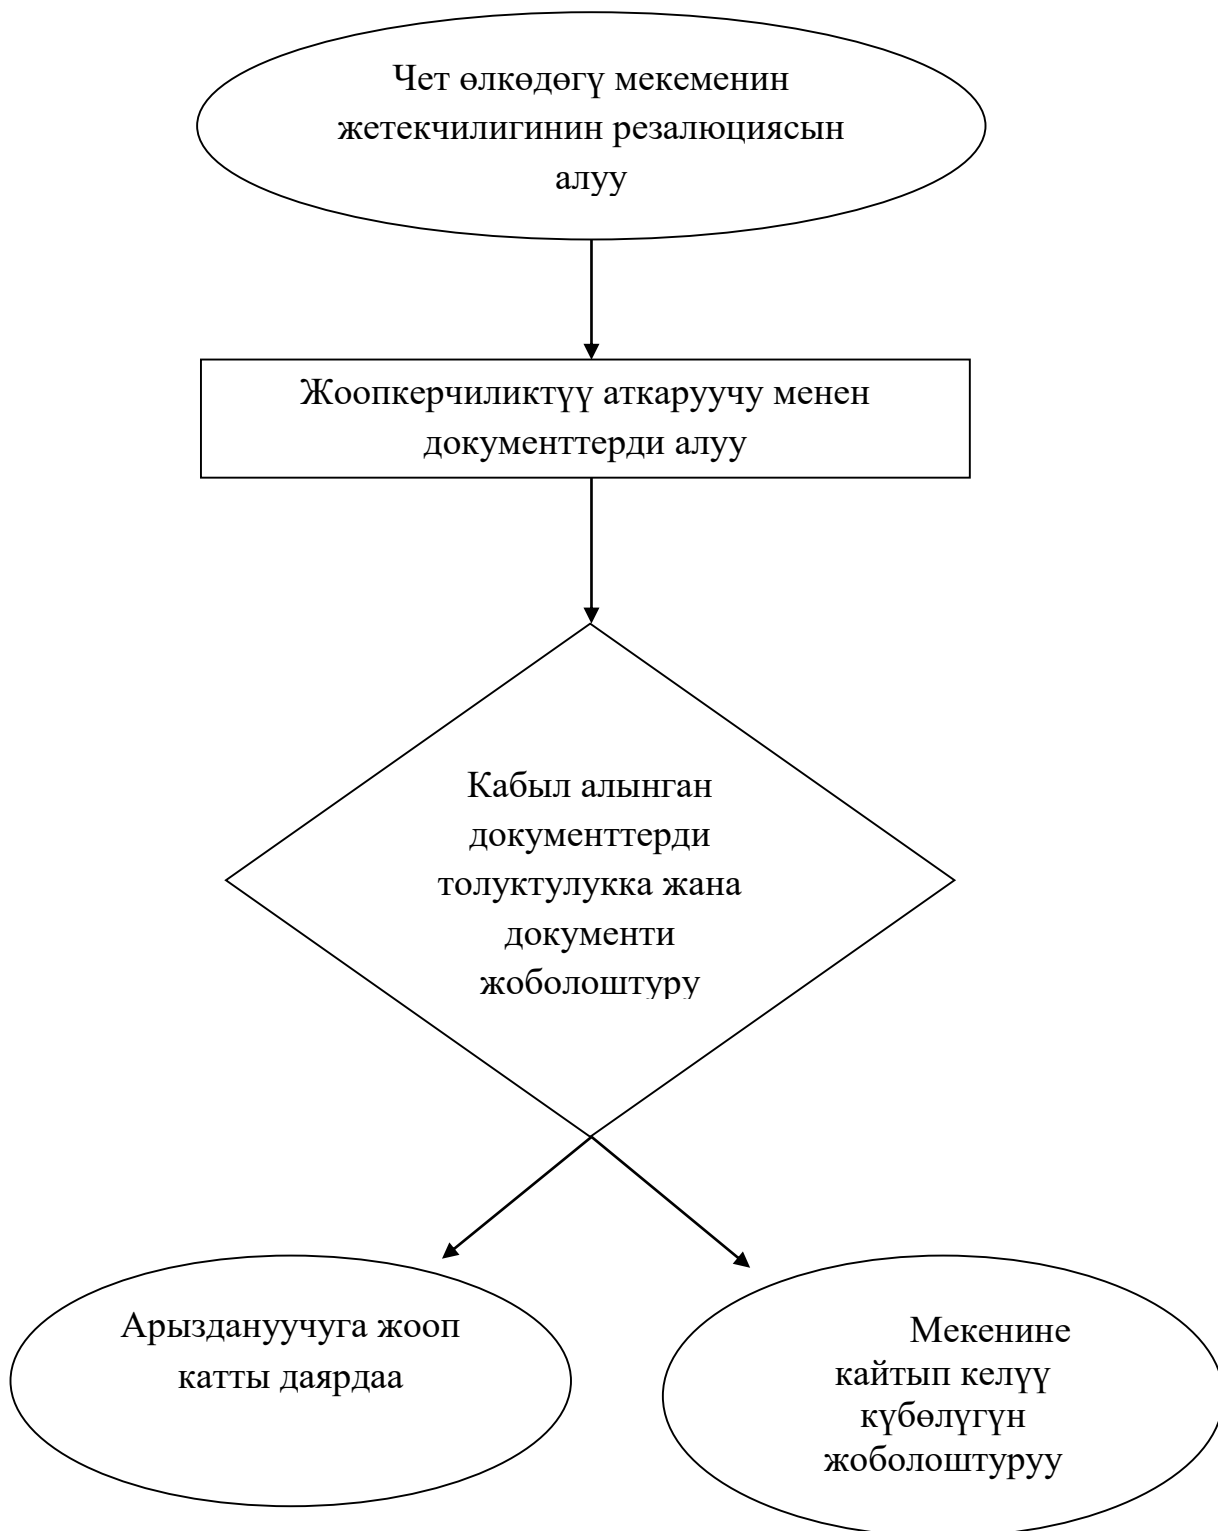 Чет өлкөдөгү мекеменин
жетекчилигинин резалюциясын
алуу
Жоопкерчиликтүү аткаруучу менен
документтерди алуу
Кабыл алынган
документтерди
толуктулукка жана
документи
жоболоштуру
Арыздануучуга жооп
катты даярдаа
Мекенине
кайтып келүү
күбөлүгүн
жоболоштуруу